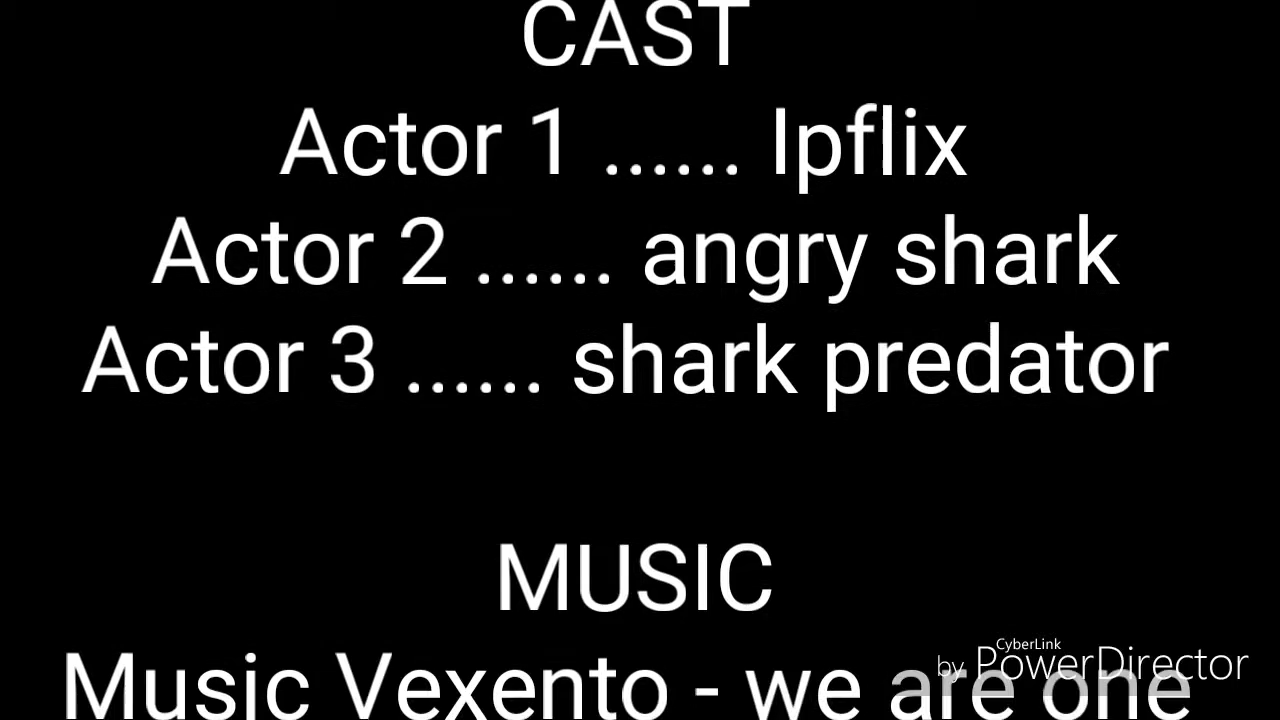 CAST
Actor 1 ...... Ipflix
Actor 2 ...... angry shark
Actor 3 ...... shark predator
MUSIC
CyberLink
by PowerDirector
Music Vexento - we are one